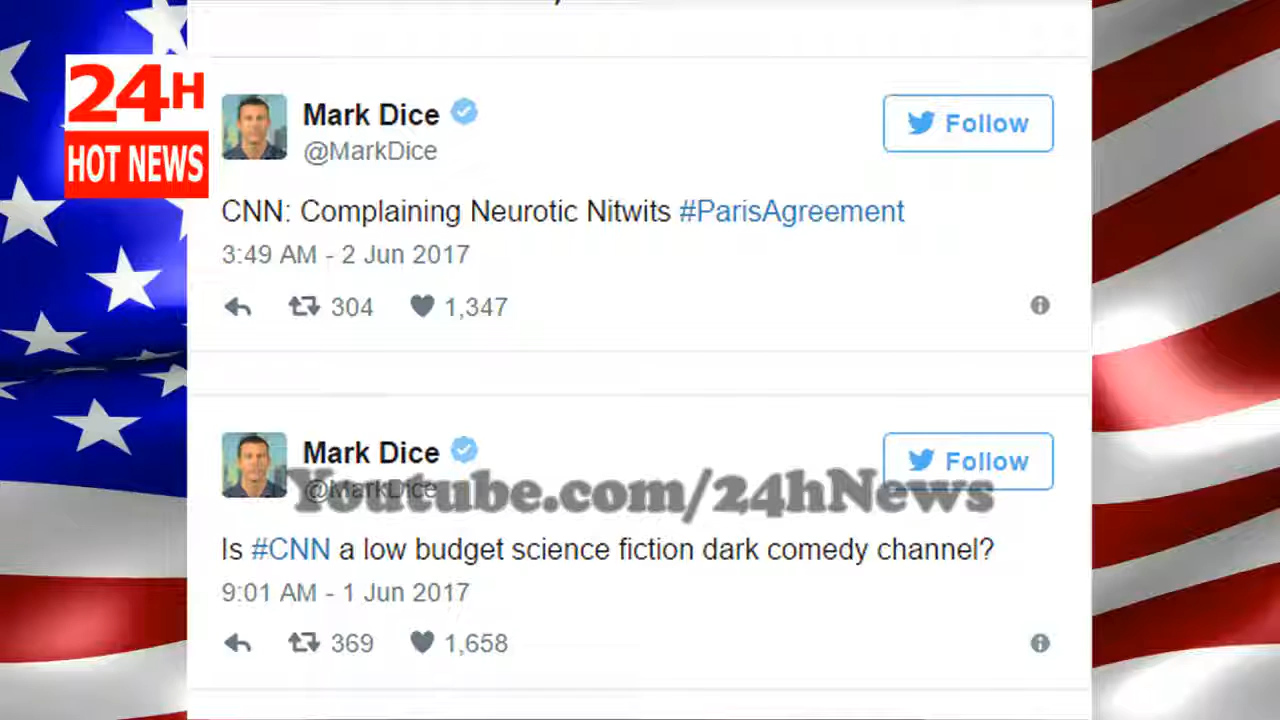 24H
HOT NEWS
Mark Dice
@MarkDice
Follow
CNN: Complaining Neurotic Nitwits #ParisAgreement
3:49 AM - 2 Jun 2017
304 1,347
Mark Dice
@MarkDice
Follow
Youtube.com/24hNews
Is #CNN a low budget science fiction dark comedy channel?
9:01 AM - 1 Jun 2017
369 1,658